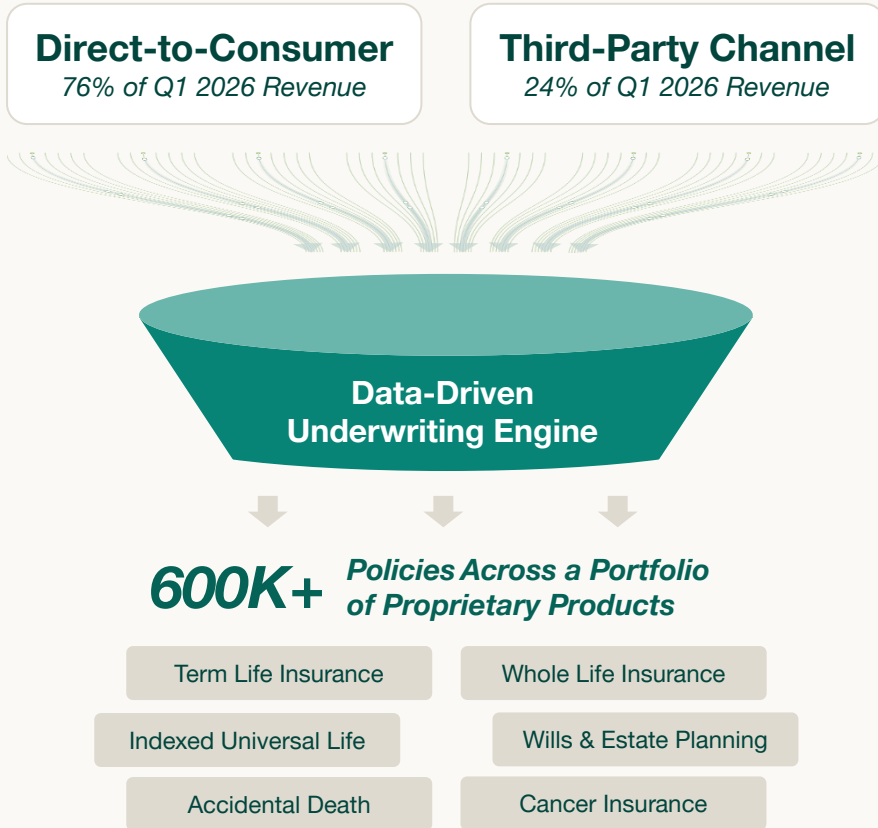 Direct-to-Consumer
76% of Q1 2026 Revenue
Third-Party Channel
24% of Q1 2026 Revenue
Data-Driven
Underwriting Engine
600K+
Policies Across a Portfolio
of Proprietary Products
Term Life Insurance
Whole Life Insurance
Indexed Universal Life
Wills & Estate Planning
Accidental Death
Cancer Insurance